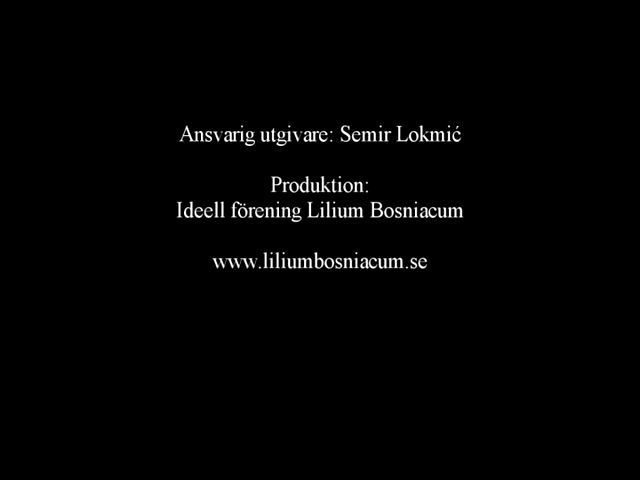 Ansvarig utgivare: Semir Lokmić
Produktion:
Ideell förening Lilium Bosniacum
www.liliumbosniacum.se